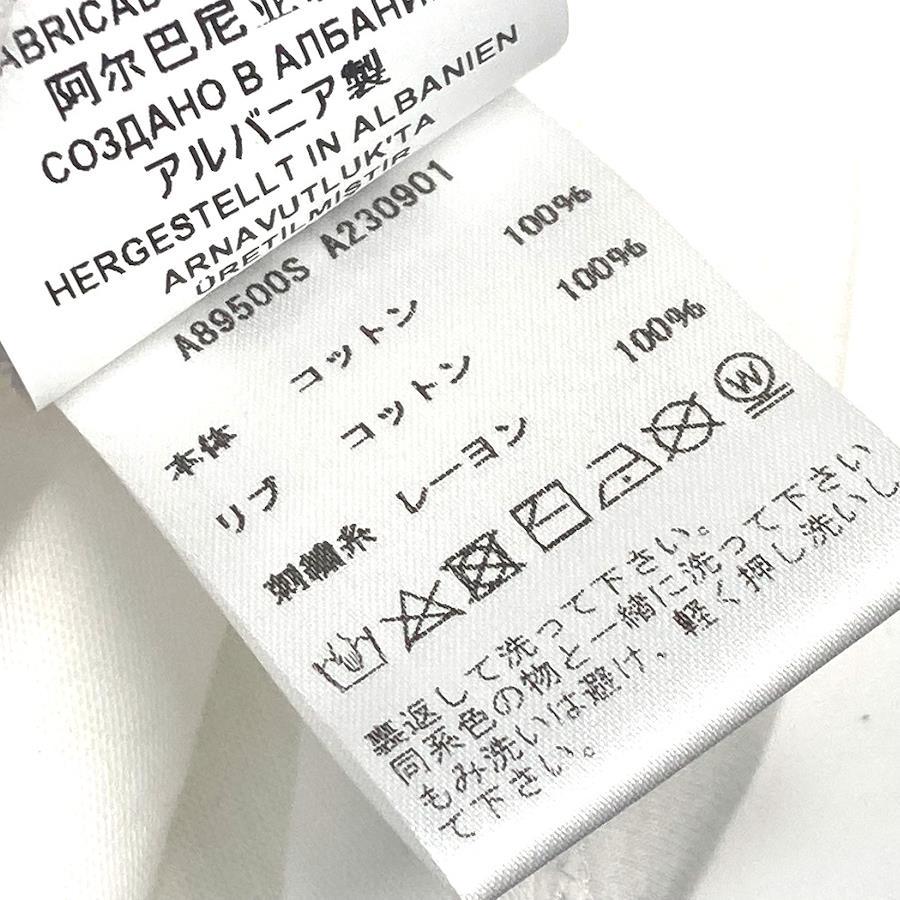 FABRICAD
阿尔巴尼亚
СОЗДАНО В АЛБАНИ
アルバニア製
HERGESTELLT IN ALBANIEN
ARNAVUTLUK'TA
ÜRETILMISTIR
A89500S A230901
本体 コットン 100%
リブ コットン 100%
刺繍糸 レーヨン 100%
W
裏返して洗って下さい。
同系色の物と一緒に洗って下さい
もみ洗いは避け、軽く押し洗いし
て下さい。